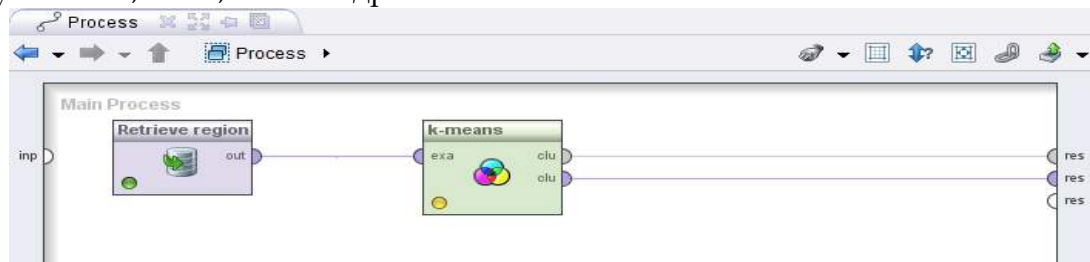 Process
Process
Main Process
Retrieve region
k-means
inp
out
exa
clu
res
clu
res
res